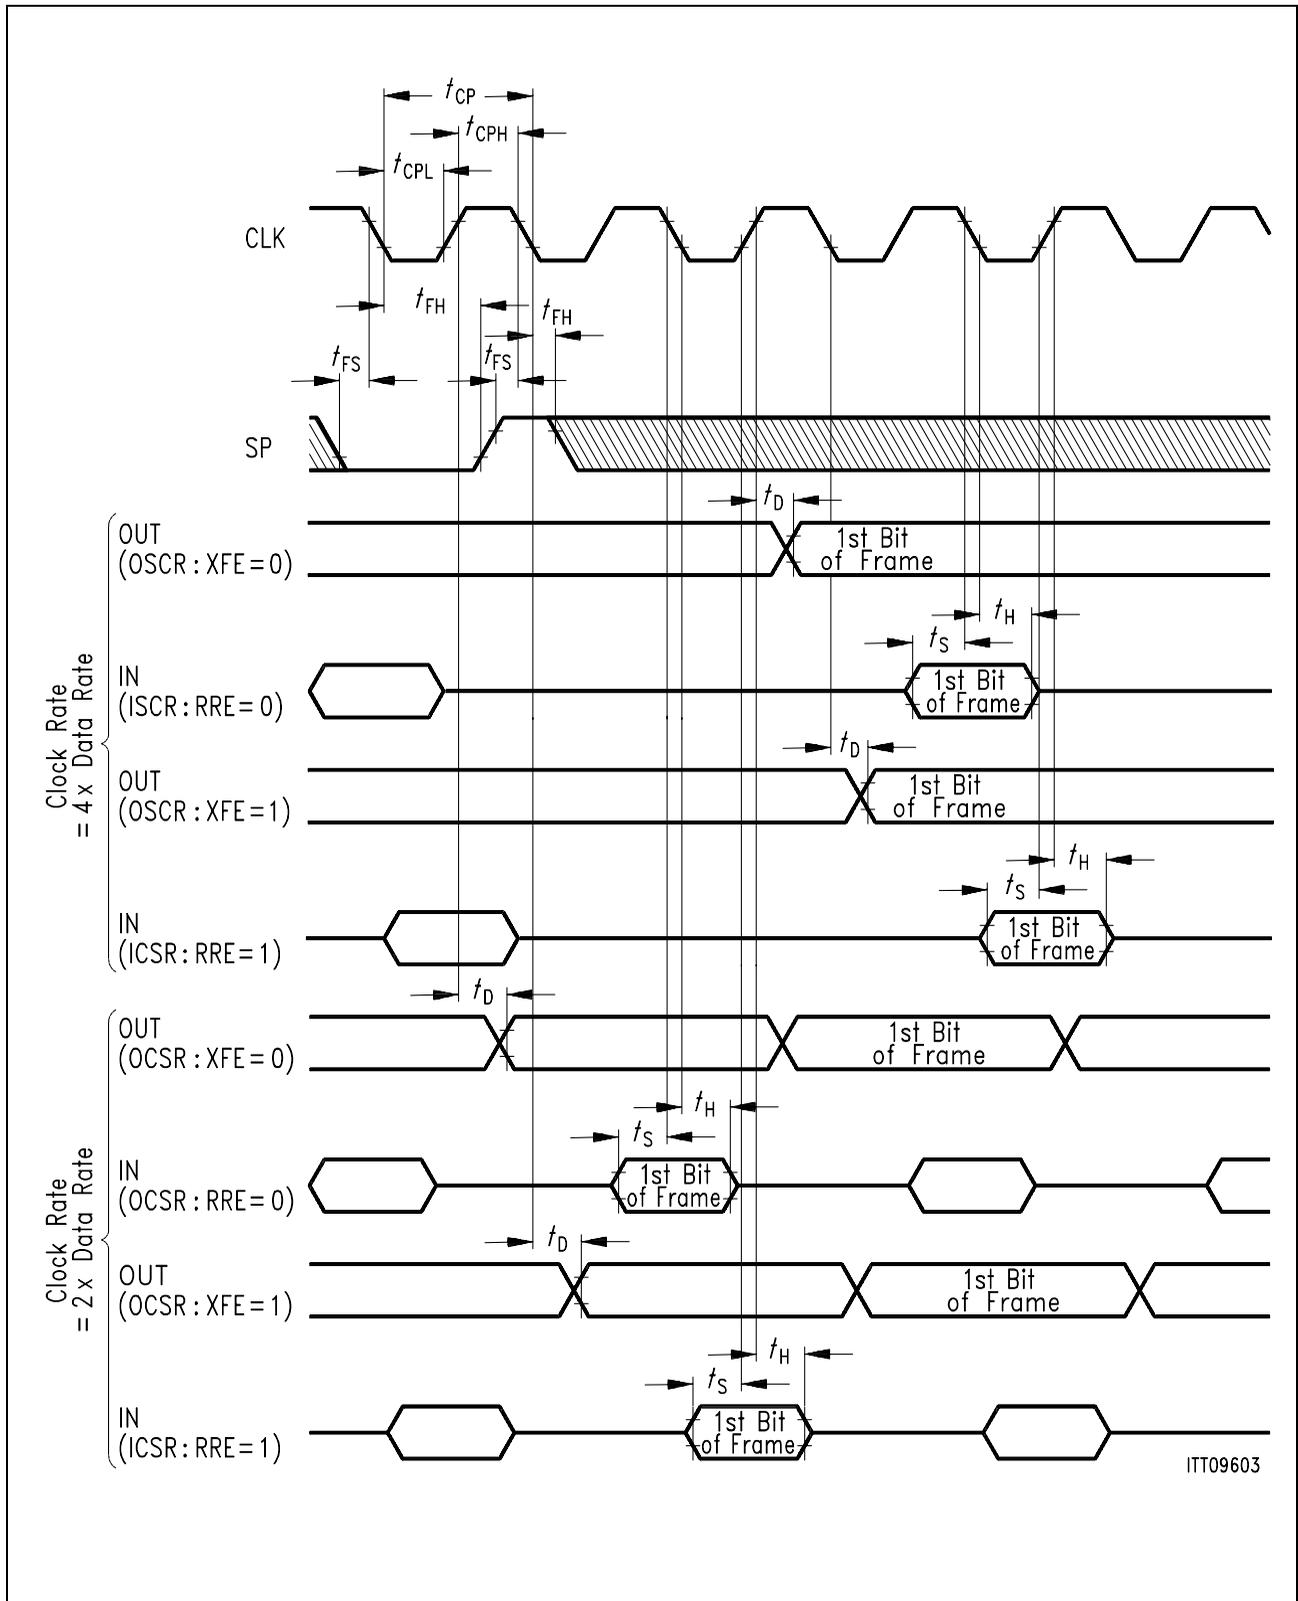 tCP
tCPH
tCPL
CLK
tFH
tFH
tFS
tFS
SP
tD
OUT
(OSCR:XFE=0)
1st Bit
of Frame
tH
tS
IN
(ISCR:RRE=0)
1st Bit
of Frame
Clock Rate
= 4 x Data Rate
tD
OUT
(OSCR:XFE=1)
1st Bit
of Frame
tH
tS
IN
(ICSR:RRE=1)
1st Bit
of Frame
tD
OUT
(OCSR:XFE=0)
1st Bit
of Frame
tH
tS
IN
(OCSR:RRE=0)
1st Bit
of Frame
Clock Rate
= 2 x Data Rate
tD
OUT
(OCSR:XFE=1)
1st Bit
of Frame
tH
tS
IN
(ICSR:RRE=1)
1st Bit
of Frame
ITT09603